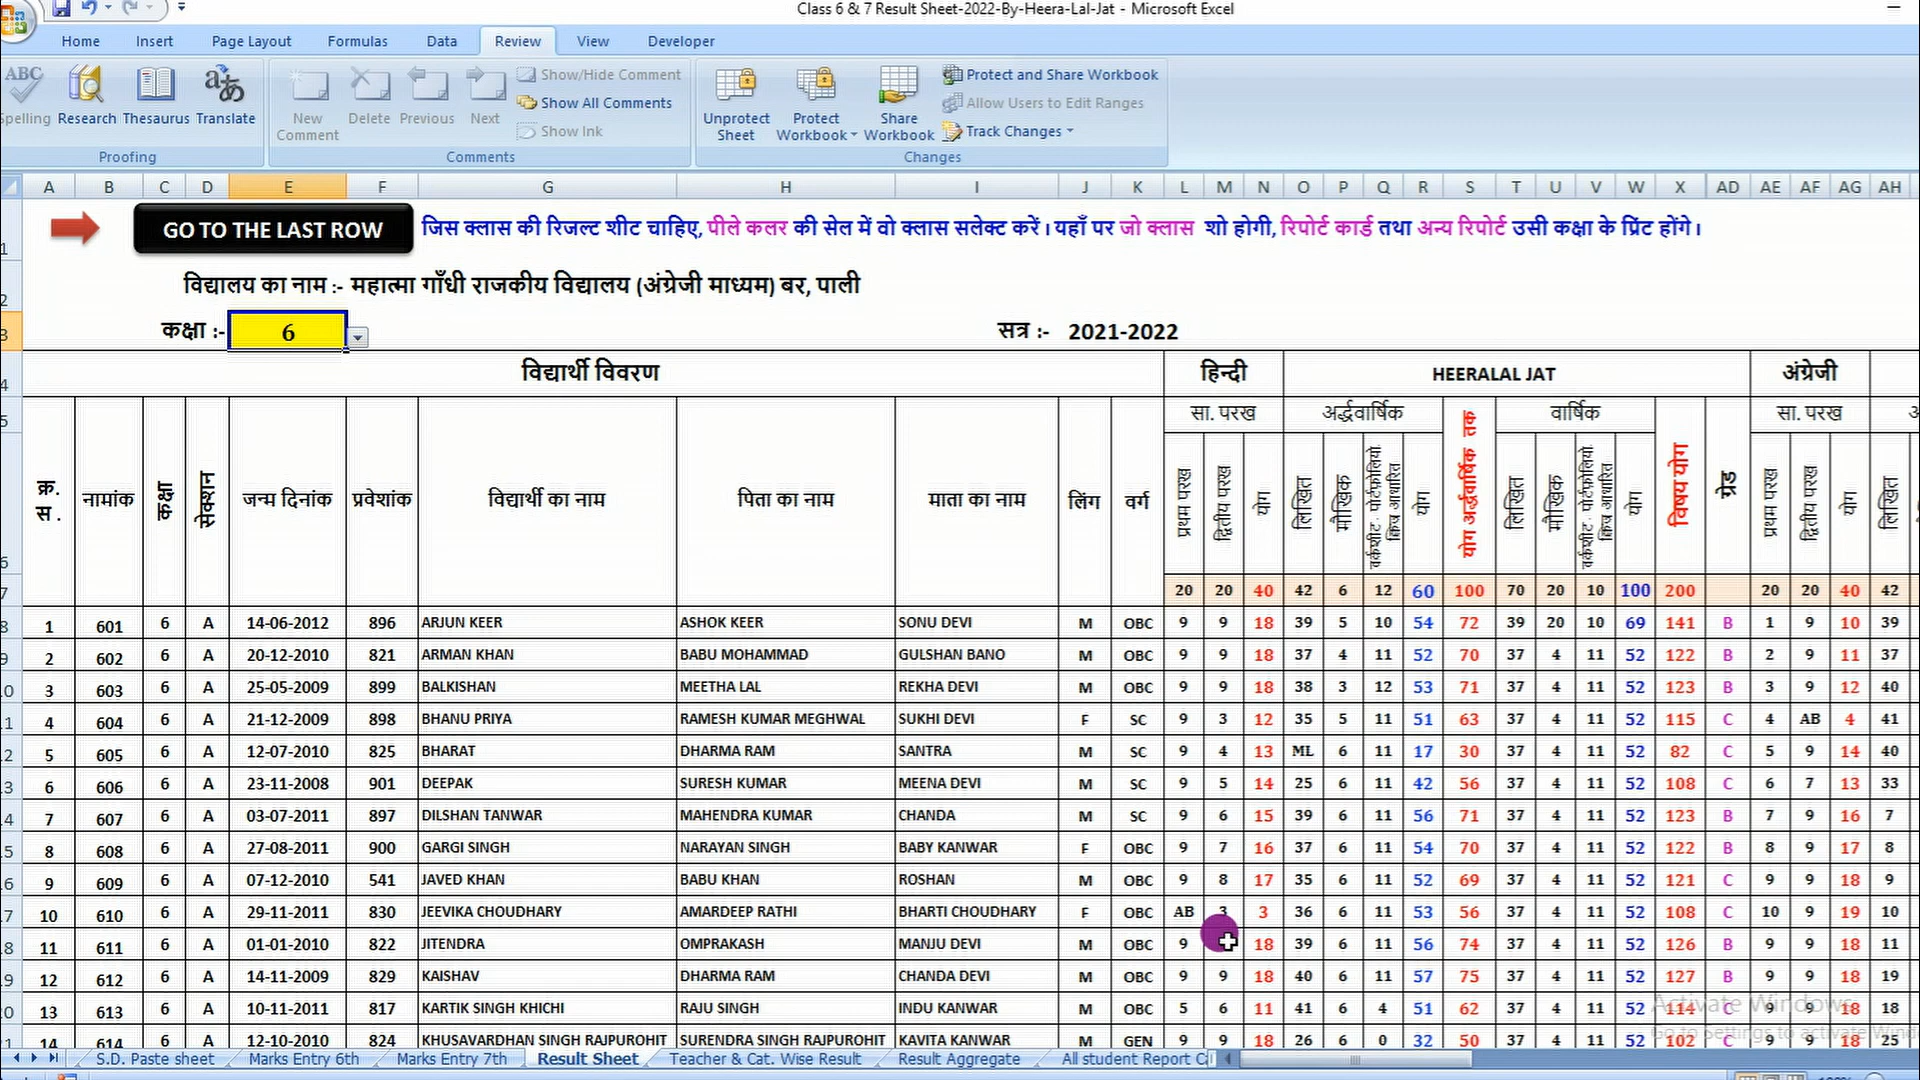 Class 6 & 7 Result Sheet-2022-By-Heera-Lal-Jat - Microsoft Excel
Home Insert Page Layout Formulas Data Review View Developer
ABC
Spelling Research Thesaurus Translate
Proofing
New Comment Delete Previous Next
Show/Hide Comment
Show All Comments
Show Ink
Comments
Unprotect Sheet Protect Workbook Share Workbook
Protect and Share Workbook
Allow Users to Edit Ranges
Track Changes
Changes
A B C D E F G H I J K L M N O P Q R S T U V W X AD AE AF AG AH
GO TO THE LAST ROW जिस क्लास की रिजल्ट शीट चाहिए, पीले कलर की सेल में वो क्लास सलेक्ट करें। यहाँ पर जो क्लास शो होगी, रिपोर्ट कार्ड तथा अन्य रिपोर्ट उसी कक्षा के प्रिंट होंगे।
विद्यालय का नाम :- महात्मा गाँधी राजकीय विद्यालय (अंग्रेजी माध्यम) बर, पाली
कक्षा :- 6 सत्र :- 2021-2022
विद्यार्थी विवरण हिन्दी HEERALAL JAT अंग्रेजी
सा. परख अर्द्धवार्षिक वार्षिक सा. परख
क्र. स . नामांक कक्षा सेक्शन जन्म दिनांक प्रवेशांक विद्यार्थी का नाम पिता का नाम माता का नाम लिंग वर्ग प्रथम परख द्वितीय परख योग लिखित मौखिक योग योग अर्द्धवार्षिक तक लिखित मौखिक योग विषय योग ग्रेड प्रथम परख द्वितीय परख योग लिखित
20 20 40 42 6 12 60 100 70 20 10 100 200 20 20 40 42
1 601 6 A 14-06-2012 896 ARJUN KEER ASHOK KEER SONU DEVI M OBC 9 9 18 39 5 10 54 72 39 20 10 69 141 B 1 9 10 39
2 602 6 A 20-12-2010 821 ARMAN KHAN BABU MOHAMMAD GULSHAN BANO M OBC 9 9 18 37 4 11 52 70 37 4 11 52 122 B 2 9 11 37
3 603 6 A 25-05-2009 899 BALKISHAN MEETHA LAL REKHA DEVI M OBC 9 9 18 38 3 12 53 71 37 4 11 52 123 B 3 9 12 40
4 604 6 A 21-12-2009 898 BHANU PRIYA RAMESH KUMAR MEGHWAL SUKHI DEVI F SC 9 3 12 35 5 11 51 63 37 4 11 52 115 C 4 AB 4 41
5 605 6 A 12-07-2010 825 BHARAT DHARMA RAM SANTRA M SC 9 4 13 ML 6 11 17 30 37 4 11 52 82 C 5 9 14 40
6 606 6 A 23-11-2008 901 DEEPAK SURESH KUMAR MEENA DEVI M SC 9 5 14 25 6 11 42 56 37 4 11 52 108 C 6 7 13 33
7 607 6 A 03-07-2011 897 DILSHAN TANWAR MAHENDRA KUMAR CHANDA M SC 9 6 15 39 6 11 56 71 37 4 11 52 123 B 7 9 16 7
8 608 6 A 27-08-2011 900 GARGI SINGH NARAYAN SINGH BABY KANWAR F OBC 9 7 16 37 6 11 54 70 37 4 11 52 122 B 8 9 17 8
9 609 6 A 07-12-2010 541 JAVED KHAN BABU KHAN ROSHAN M OBC 9 8 17 35 6 11 52 69 37 4 11 52 121 C 9 9 18 9
10 610 6 A 29-11-2011 830 JEEVIKA CHOUDHARY AMARDEEP RATHI BHARTI CHOUDHARY F OBC AB 3 3 36 6 11 53 56 37 4 11 52 108 C 10 9 19 10
11 611 6 A 01-01-2010 822 JITENDRA OMPRAKASH MANJU DEVI M OBC 9 18 39 6 11 56 74 37 4 11 52 126 B 9 9 18 11
12 612 6 A 14-11-2009 829 KAISHAV DHARMA RAM CHANDA DEVI M OBC 9 9 18 40 6 11 57 75 37 4 11 52 127 B 9 9 18 19
13 613 6 A 10-11-2011 817 KARTIK SINGH KHICHI RAJU SINGH INDU KANWAR M OBC 5 6 11 41 6 4 51 62 37 4 11 52 114 C 9 9 18 18
14 614 6 A 12-10-2010 824 KHUSAVARDHAN SINGH RAJPUROHIT SURENDRA SINGH RAJPUROHIT KAVITA KANWAR M GEN 9 9 18 26 6 0 32 50 37 4 11 52 102 C 9 9 18 25
Activate Windows
Go to Settings to activate Wind
S.D. Paste sheet Marks Entry 6th Marks Entry 7th Result Sheet Teacher & Cat. Wise Result Result Aggregate All student Report Ca